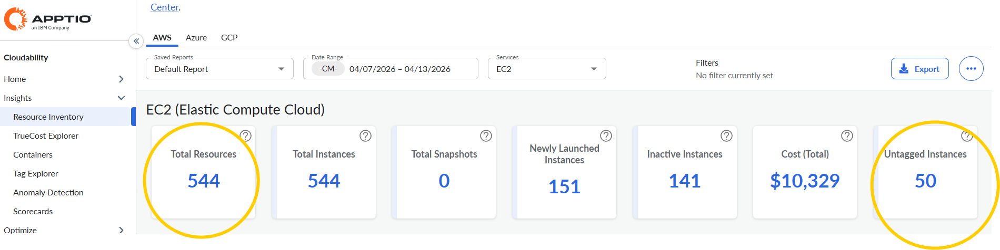 Center.
APPTIO
an IBM Company
AWS Azure GCP
Cloudability
Saved Reports
Default Report
Date Range
-CM- 04/07/2026 – 04/13/2026
Services
EC2
Filters
No filter currently set
Export
Home
Insights
Resource Inventory
TrueCost Explorer
Containers
Tag Explorer
Anomaly Detection
Scorecards
Optimize
EC2 (Elastic Compute Cloud)
Total Resources
544
Total Instances
544
Total Snapshots
0
Newly Launched
Instances
151
Inactive Instances
141
Cost (Total)
$10,329
Untagged Instances
50